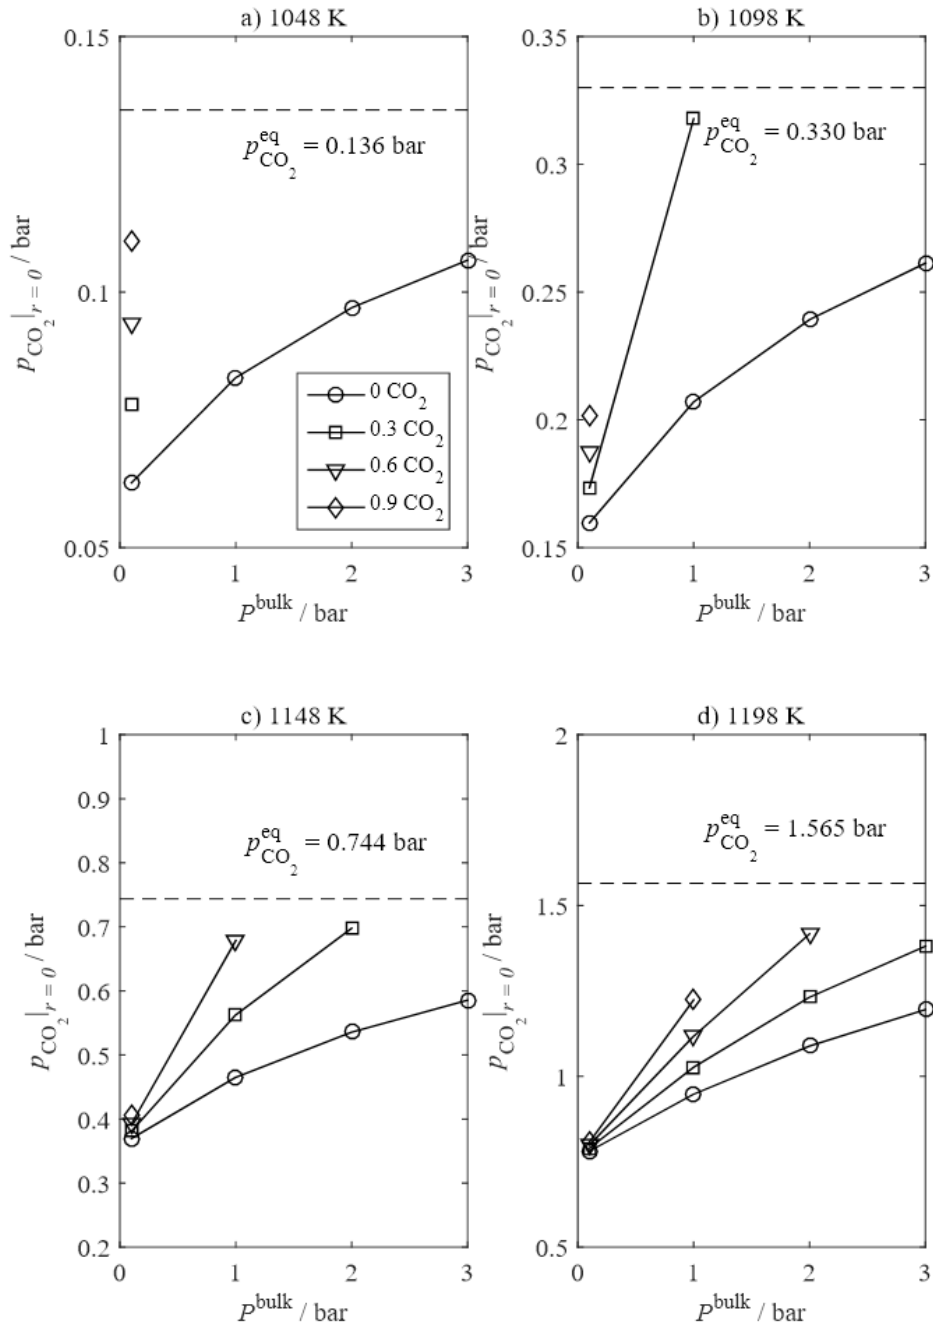 a) 1048 K
0.15
0.1
0.05
p_CO2|r = 0 / bar
p^eq_CO2 = 0.136 bar
0 CO2
0.3 CO2
0.6 CO2
0.9 CO2
0 1 2 3
P^bulk / bar
b) 1098 K
0.35
0.3
0.25
0.2
0.15
p_CO2|r = 0 / bar
p^eq_CO2 = 0.330 bar
0 1 2 3
P^bulk / bar
c) 1148 K
1
0.9
0.8
0.7
0.6
0.5
0.4
0.3
0.2
p_CO2|r = 0 / bar
p^eq_CO2 = 0.744 bar
0 1 2 3
P^bulk / bar
d) 1198 K
2
1.5
1
0.5
p_CO2|r = 0 / bar
p^eq_CO2 = 1.565 bar
0 1 2 3
P^bulk / bar